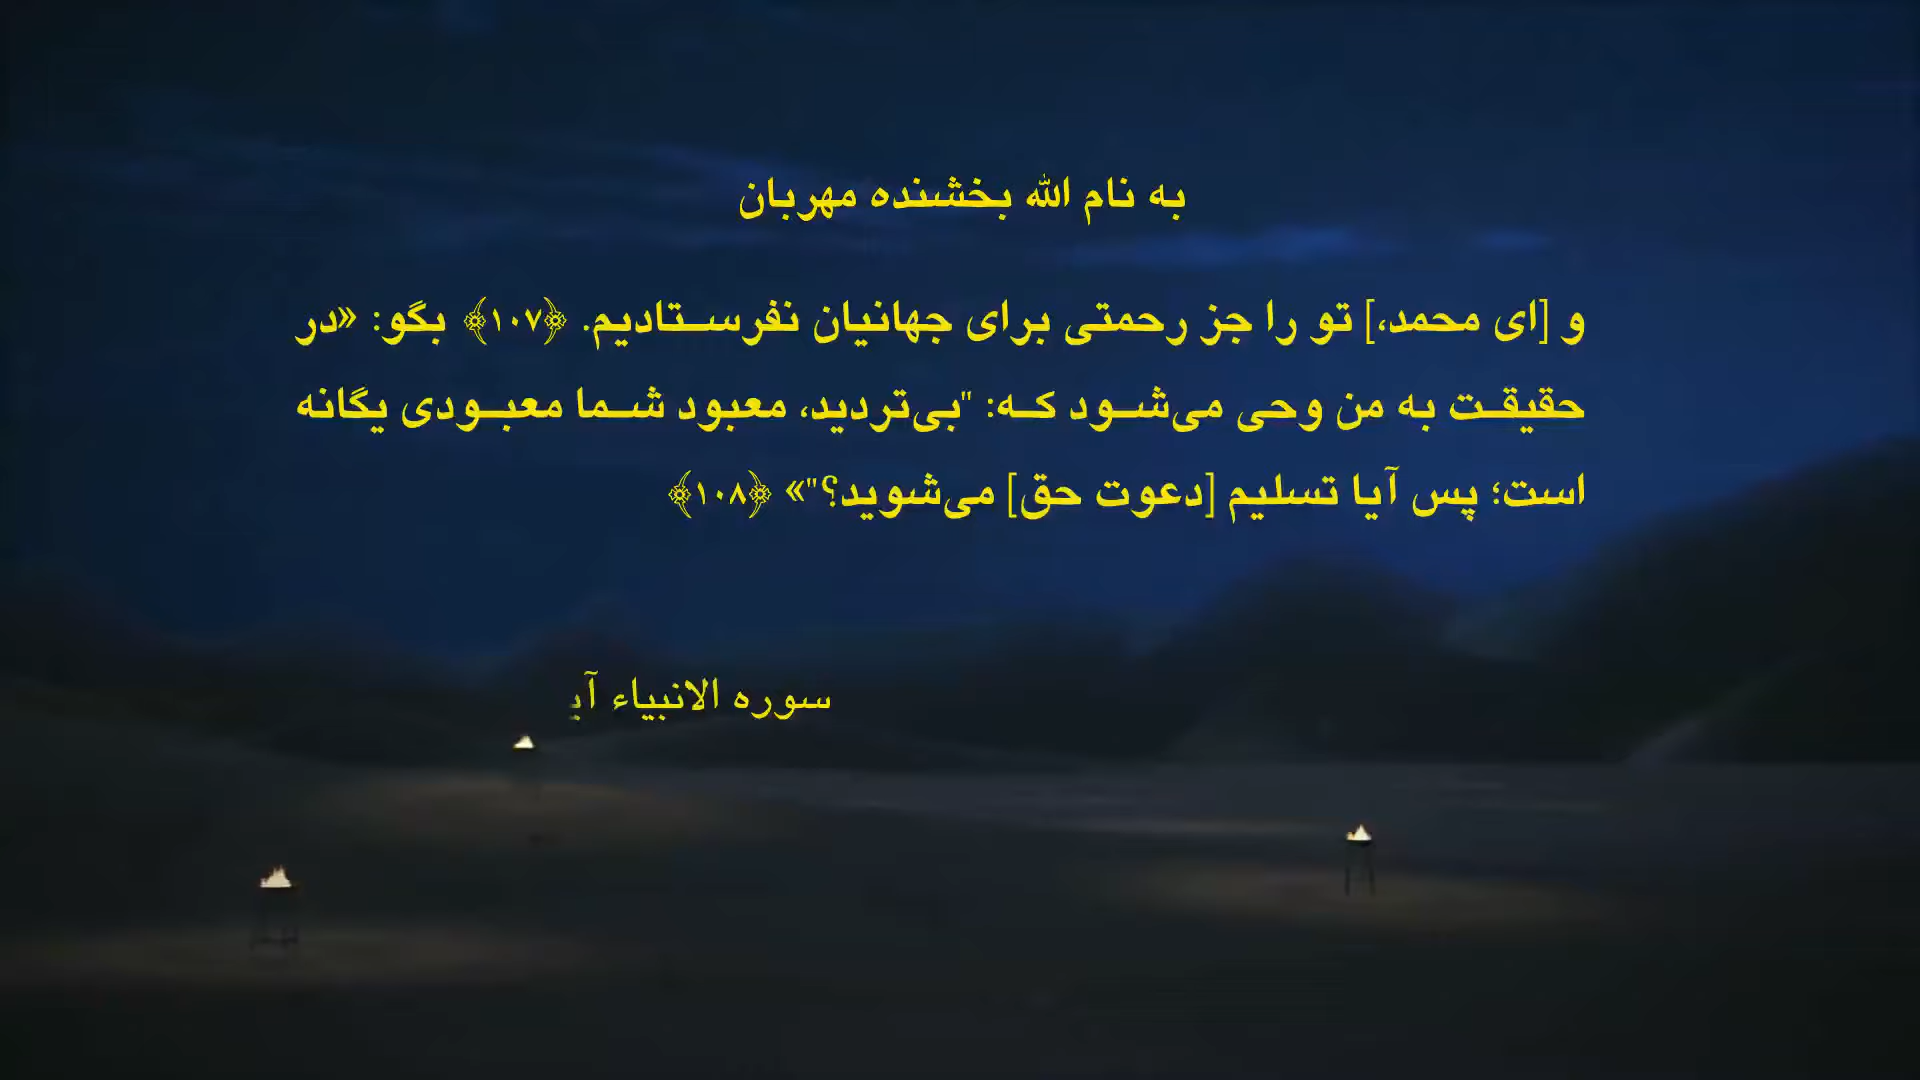 به نام الله بخشنده مهربان
و [ای محمد،] تو را جز رحمتی برای جهانیان نفرستادیم. ﴿۱۰۷﴾ بگو: «در
حقیقت به من وحی می‌شود که: "بی‌تردید، معبود شما معبودی یگانه
است؛ پس آیا تسلیم [دعوت حق] می‌شوید؟"» ﴿۱۰۸﴾
سوره الانبیاء